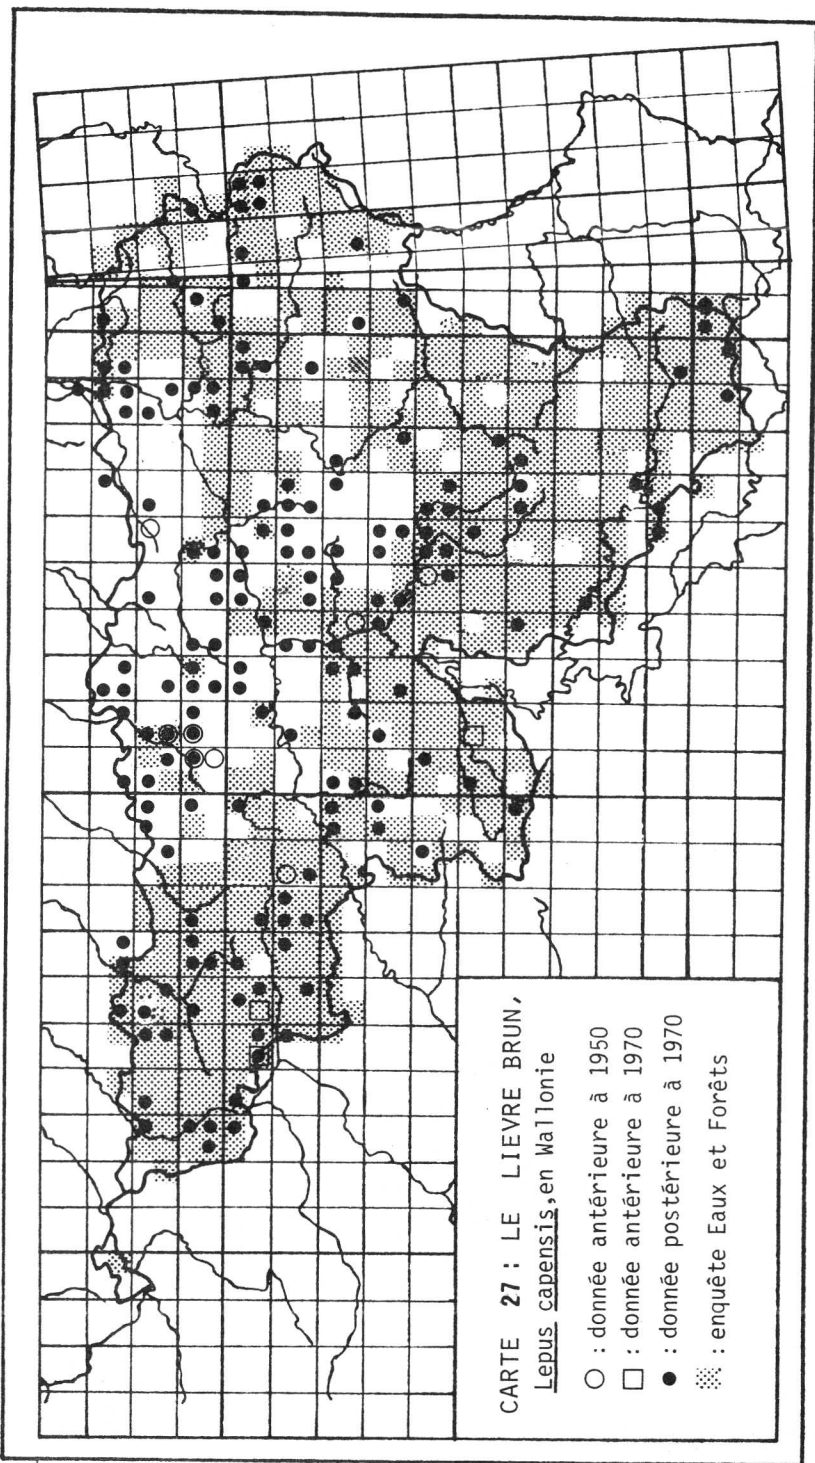 CARTE 27 : LE LIEVRE BRUN,
Lepus capensis, en Wallonie
○ : donnée antérieure à 1950
□ : donnée antérieure à 1970
● : donnée postérieure à 1970
: enquête Eaux et Forêts